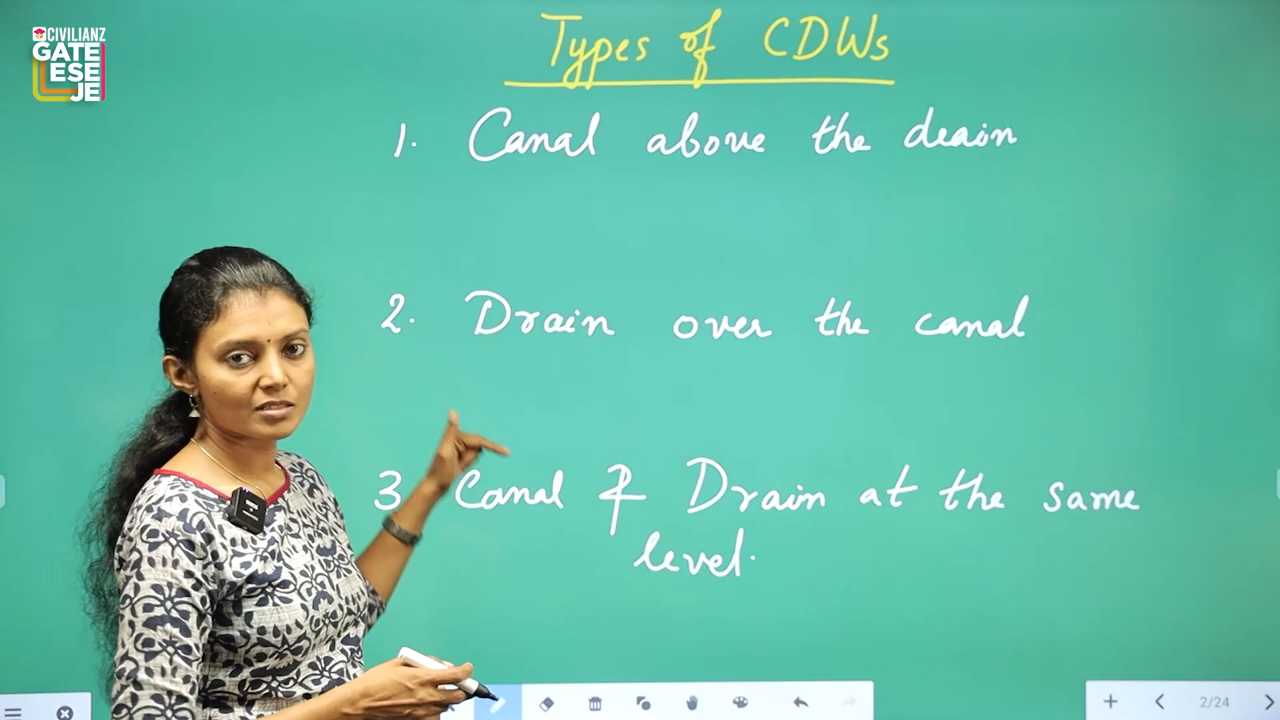 CIVILIANZ
GATE
ESE
JE
Types of CDWs
1. Canal above the drain
2. Drain over the canal
3 Canal & Drain at the same
level.
2/24